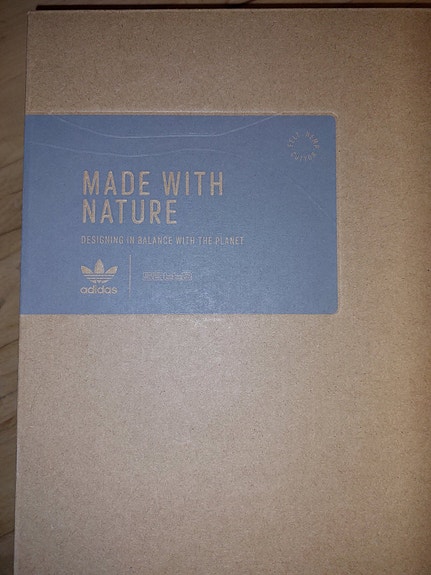 MADE WITH
NATURE
DESIGNING IN BALANCE WITH THE PLANET
adidas